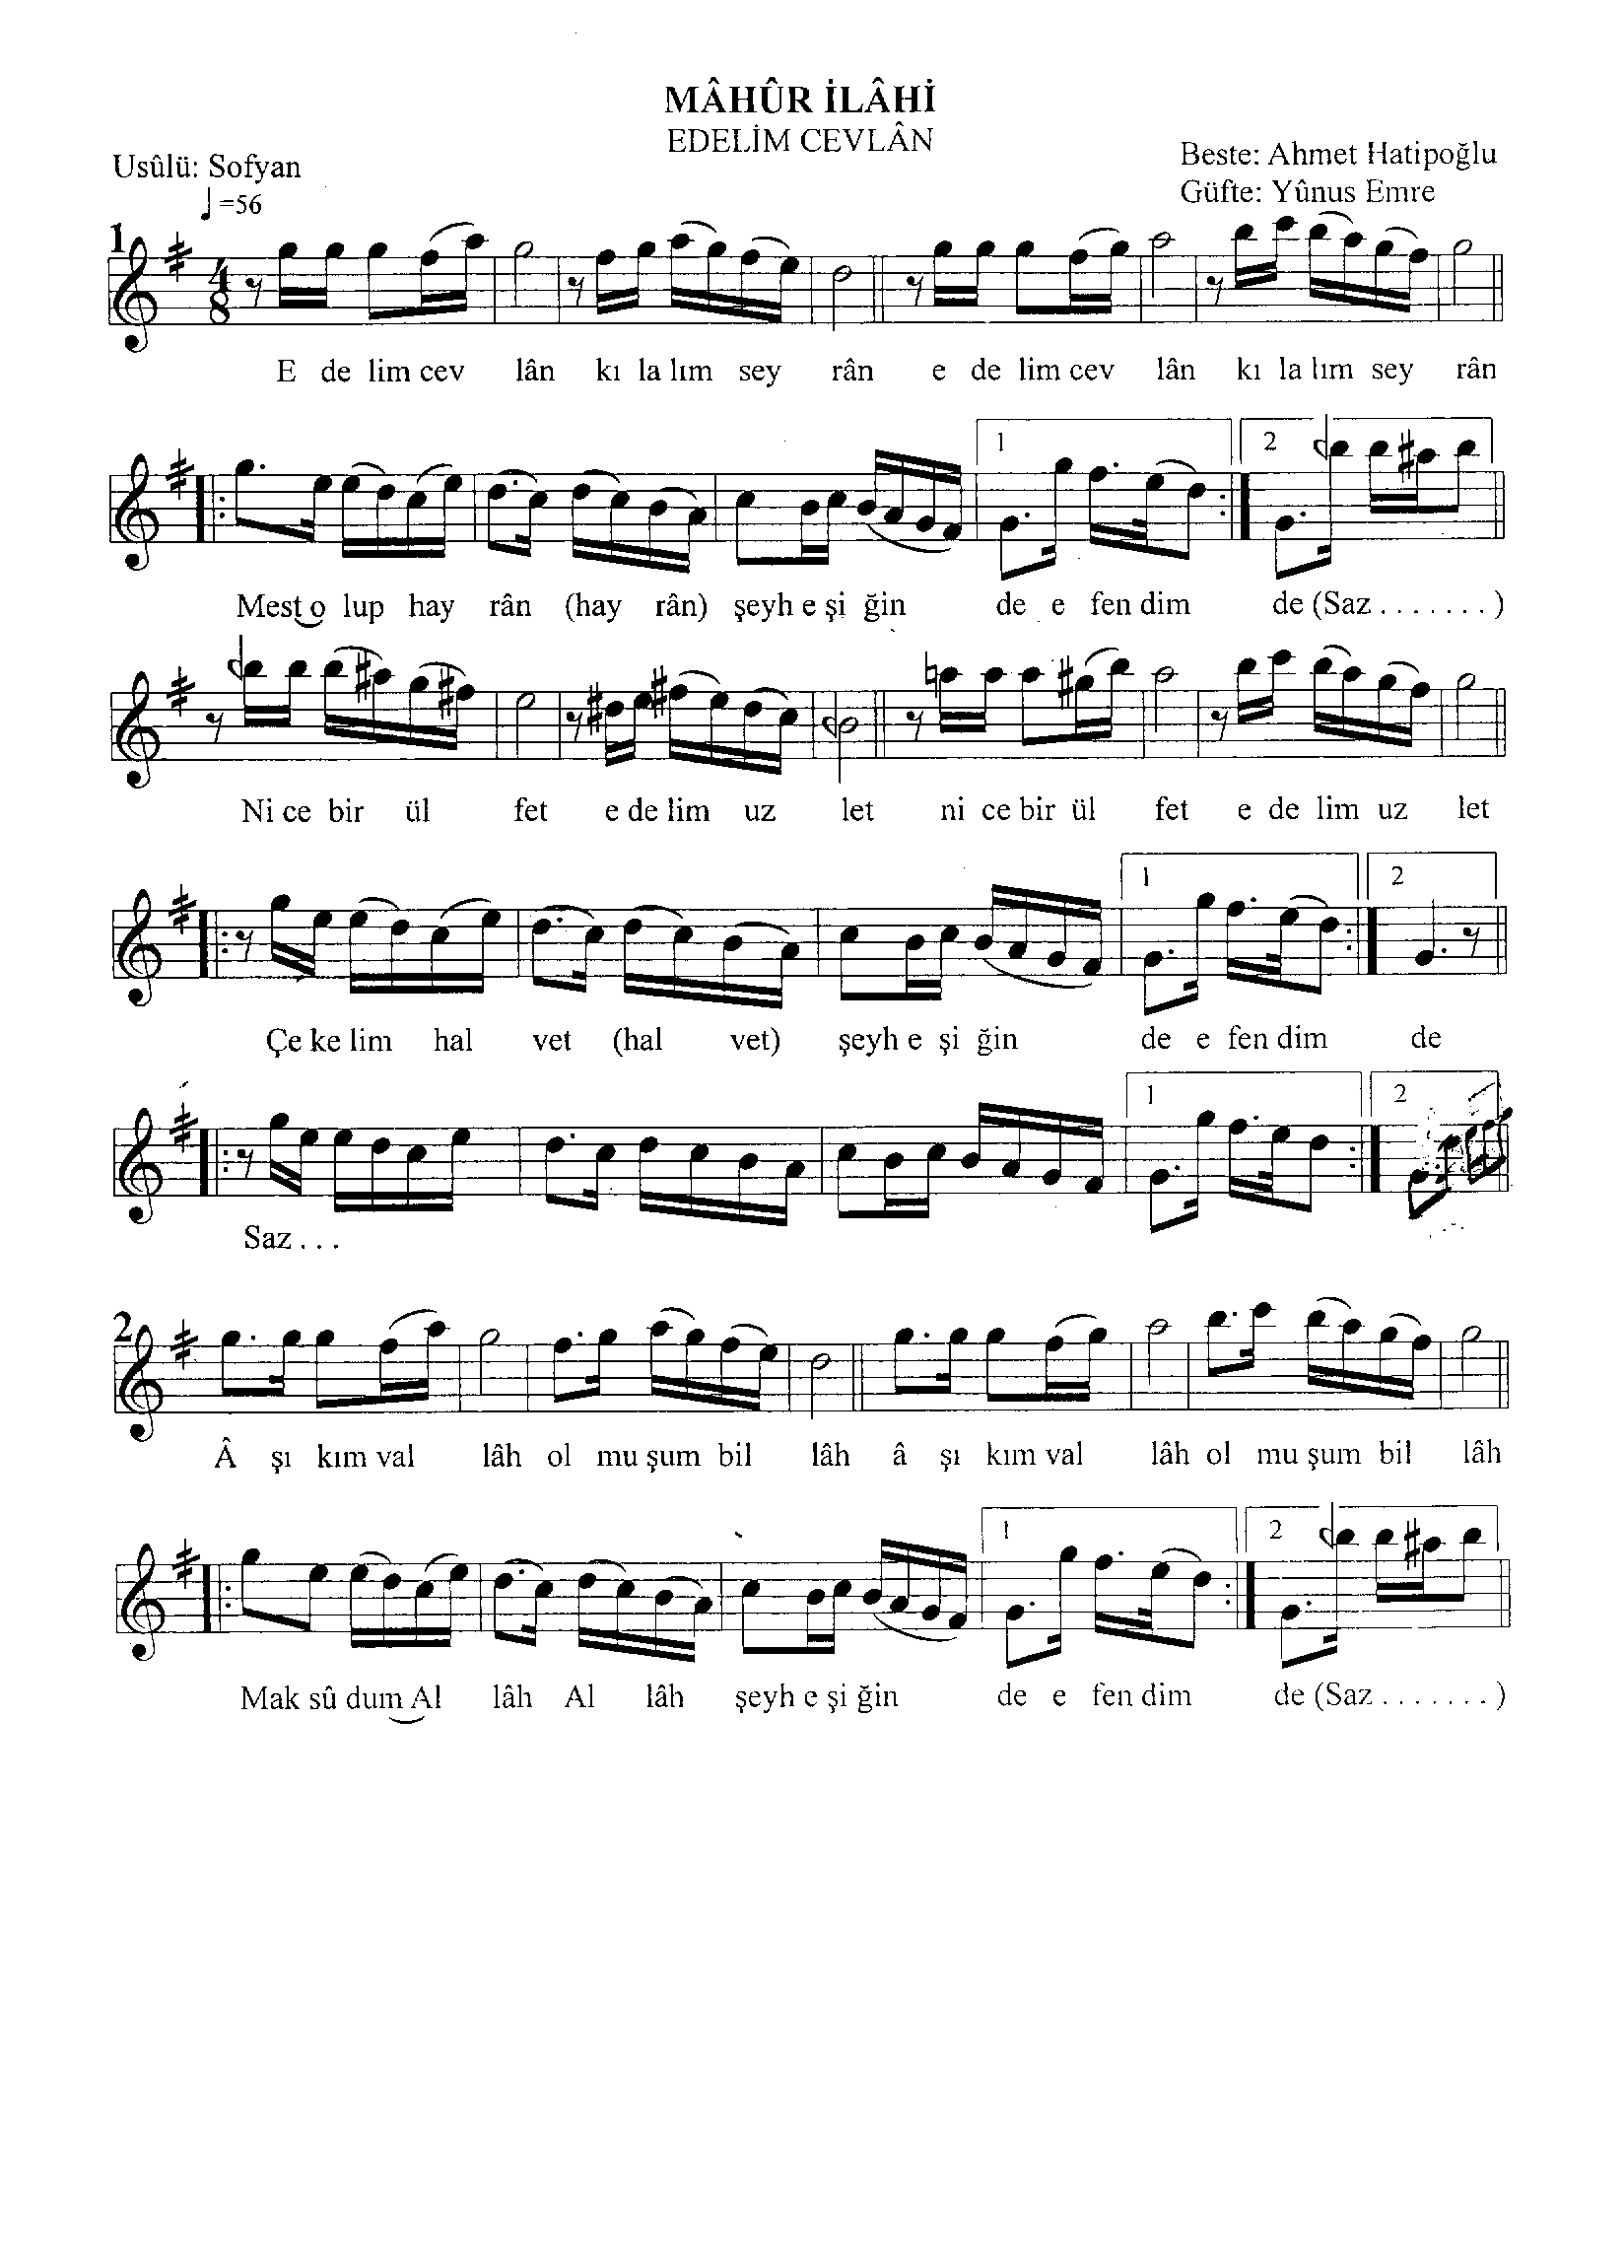 MÂHÛR İLÂHİ
EDELİM CEVLÂN
Usûlü: Sofyan
Beste: Ahmet Hatipoğlu
Güfte: Yûnus Emre
♩=56
1
4
8
E de lim cev lân kı la lım sey rân e de lim cev lân kı la lım sey rân
1 2
Mest o lup hay rân (hay rân) şeyh e şi ğin de e fen dim de (Saz . . . . . . . )
Ni ce bir ül fet e de lim uz let ni ce bir ül fet e de lim uz let
1 2
Çe ke lim hal vet (hal vet) şeyh e şi ğin de e fen dim de
1 2
Saz . . .
2
Â şı kım val lâh ol mu şum bil lâh â şı kım val lâh ol mu şum bil lâh
1 2
Mak sû dum Al lâh Al lâh şeyh e şi ğin de e fen dim de (Saz . . . . . . . )